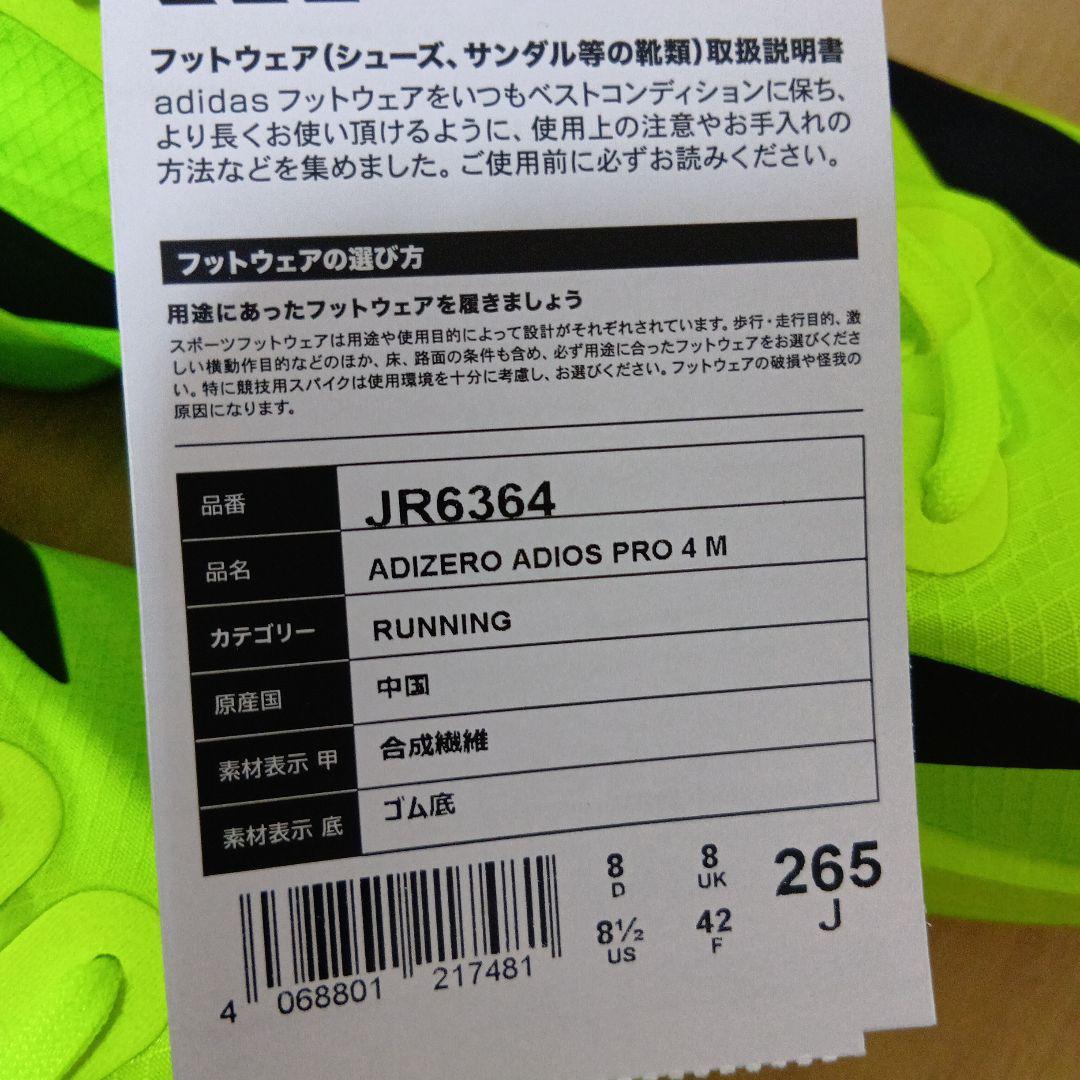 フットウェア(シューズ、サンダル等の靴類)取扱説明書
adidas フットウェアをいつもベストコンディションに保ち、
より長くお使い頂けるように、使用上の注意やお手入れの
方法などを集めました。ご使用前に必ずお読みください。
フットウェアの選び方
用途にあったフットウェアを履きましょう
スポーツフットウェアは用途や使用目的によって設計がそれぞれされています。歩行・走行目的、激
しい横動作目的などのほか、床、路面の条件も含め、必ず用途に合ったフットウェアをお選びくださ
い。特に競技用スパイクは使用環境を十分に考慮し、お選びください。フットウェアの破損や怪我の
原因になります。
品番 JR6364
品名 ADIZERO ADIOS PRO 4 M
カテゴリー RUNNING
原産国 中国
素材表示 甲 合成繊維
素材表示 底 ゴム底
8 D 8 UK 265 J
8½ US 42 F
4 068801 217481